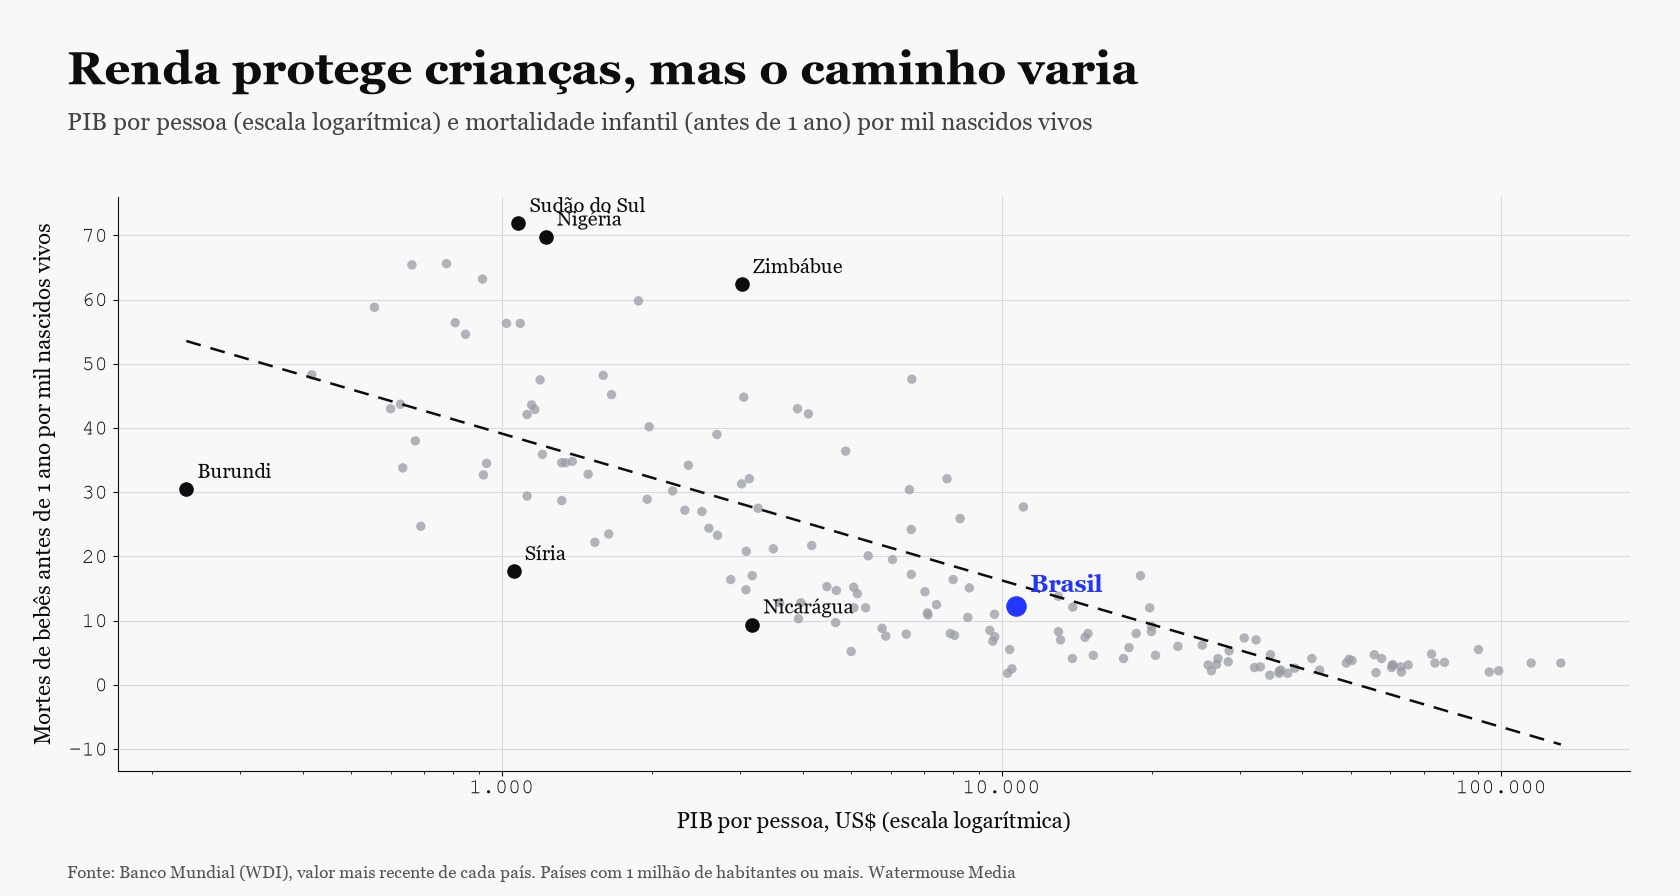 Renda protege crianças, mas o caminho varia
PIB por pessoa (escala logarítmica) e mortalidade infantil (antes de 1 ano) por mil nascidos vivos
Mortes de bebês antes de 1 ano por mil nascidos vivos
70
60
50
40
30
20
10
0
−10
Sudão do Sul
Nigéria
Zimbábue
Burundi
Síria
Brasil
Nicarágua
1.000
10.000
100.000
PIB por pessoa, US$ (escala logarítmica)
Fonte: Banco Mundial (WDI), valor mais recente de cada país. Países com 1 milhão de habitantes ou mais. Watermouse Media